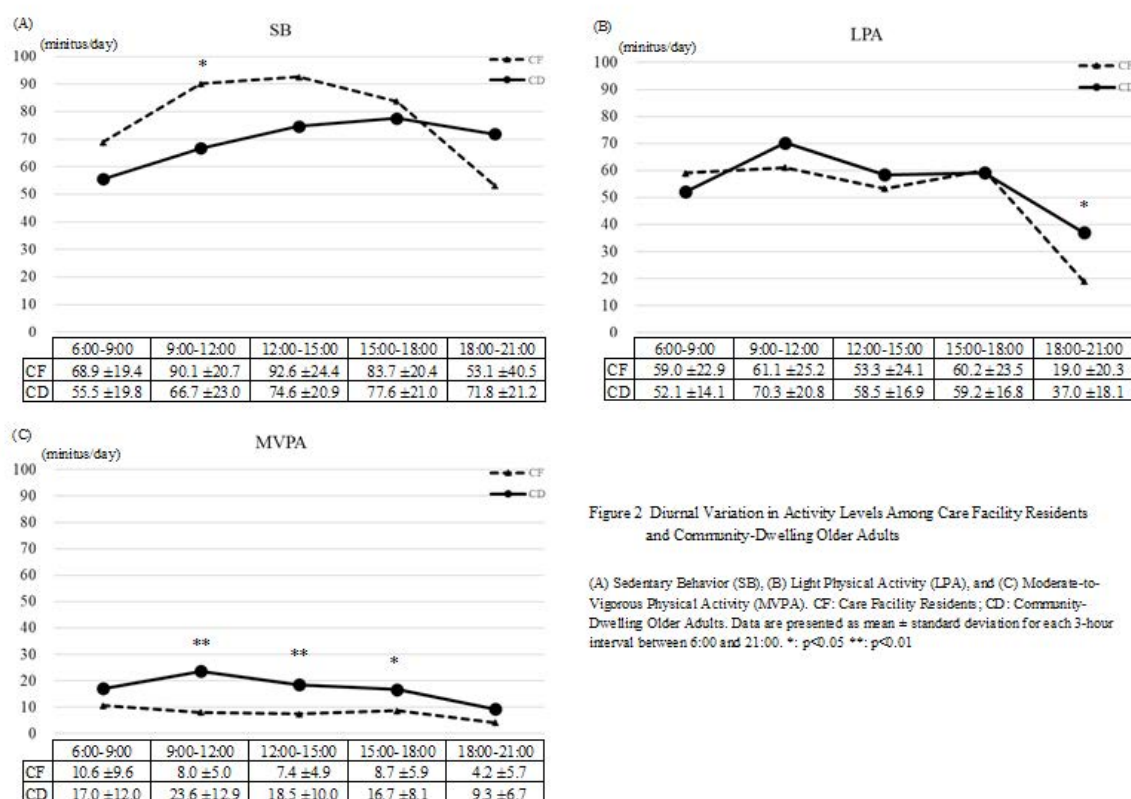 (A)
SB
(minitus/day)
CF
CD
*
100
90
80
70
60
50
40
30
20
10
0
6:00-9:00 9:00-12:00 12:00-15:00 15:00-18:00 18:00-21:00
CF 68.9 ±19.4 90.1 ±20.7 92.6 ±24.4 83.7 ±20.4 53.1 ±40.5
CD 55.5 ±19.8 66.7 ±23.0 74.6 ±20.9 77.6 ±21.0 71.8 ±21.2
(B)
LPA
(minitus/day)
CF
CD
100
90
80
70
60
50
40
30
20
10
0
*
6:00-9:00 9:00-12:00 12:00-15:00 15:00-18:00 18:00-21:00
CF 59.0 ±22.9 61.1 ±25.2 53.3 ±24.1 60.2 ±23.5 19.0 ±20.3
CD 52.1 ±14.1 70.3 ±20.8 58.5 ±16.9 59.2 ±16.8 37.0 ±18.1
(C)
MVPA
(minitus/day)
CF
CD
100
90
80
70
60
50
40
30
20
10
0
** ** *
6:00-9:00 9:00-12:00 12:00-15:00 15:00-18:00 18:00-21:00
CF 10.6 ±9.6 8.0 ±5.0 7.4 ±4.9 8.7 ±5.9 4.2 ±5.7
CD 17.0 ±12.0 23.6 ±12.9 18.5 ±10.0 16.7 ±8.1 9.3 ±6.7
Figure 2 Diurnal Variation in Activity Levels Among Care Facility Residents
and Community-Dwelling Older Adults
(A) Sedentary Behavior (SB), (B) Light Physical Activity (LPA), and (C) Moderate-to-
Vigorous Physical Activity (MVPA). CF: Care Facility Residents; CD: Community-
Dwelling Older Adults. Data are presented as mean ± standard deviation for each 3-hour
interval between 6:00 and 21:00. *: p<0.05 **: p<0.01